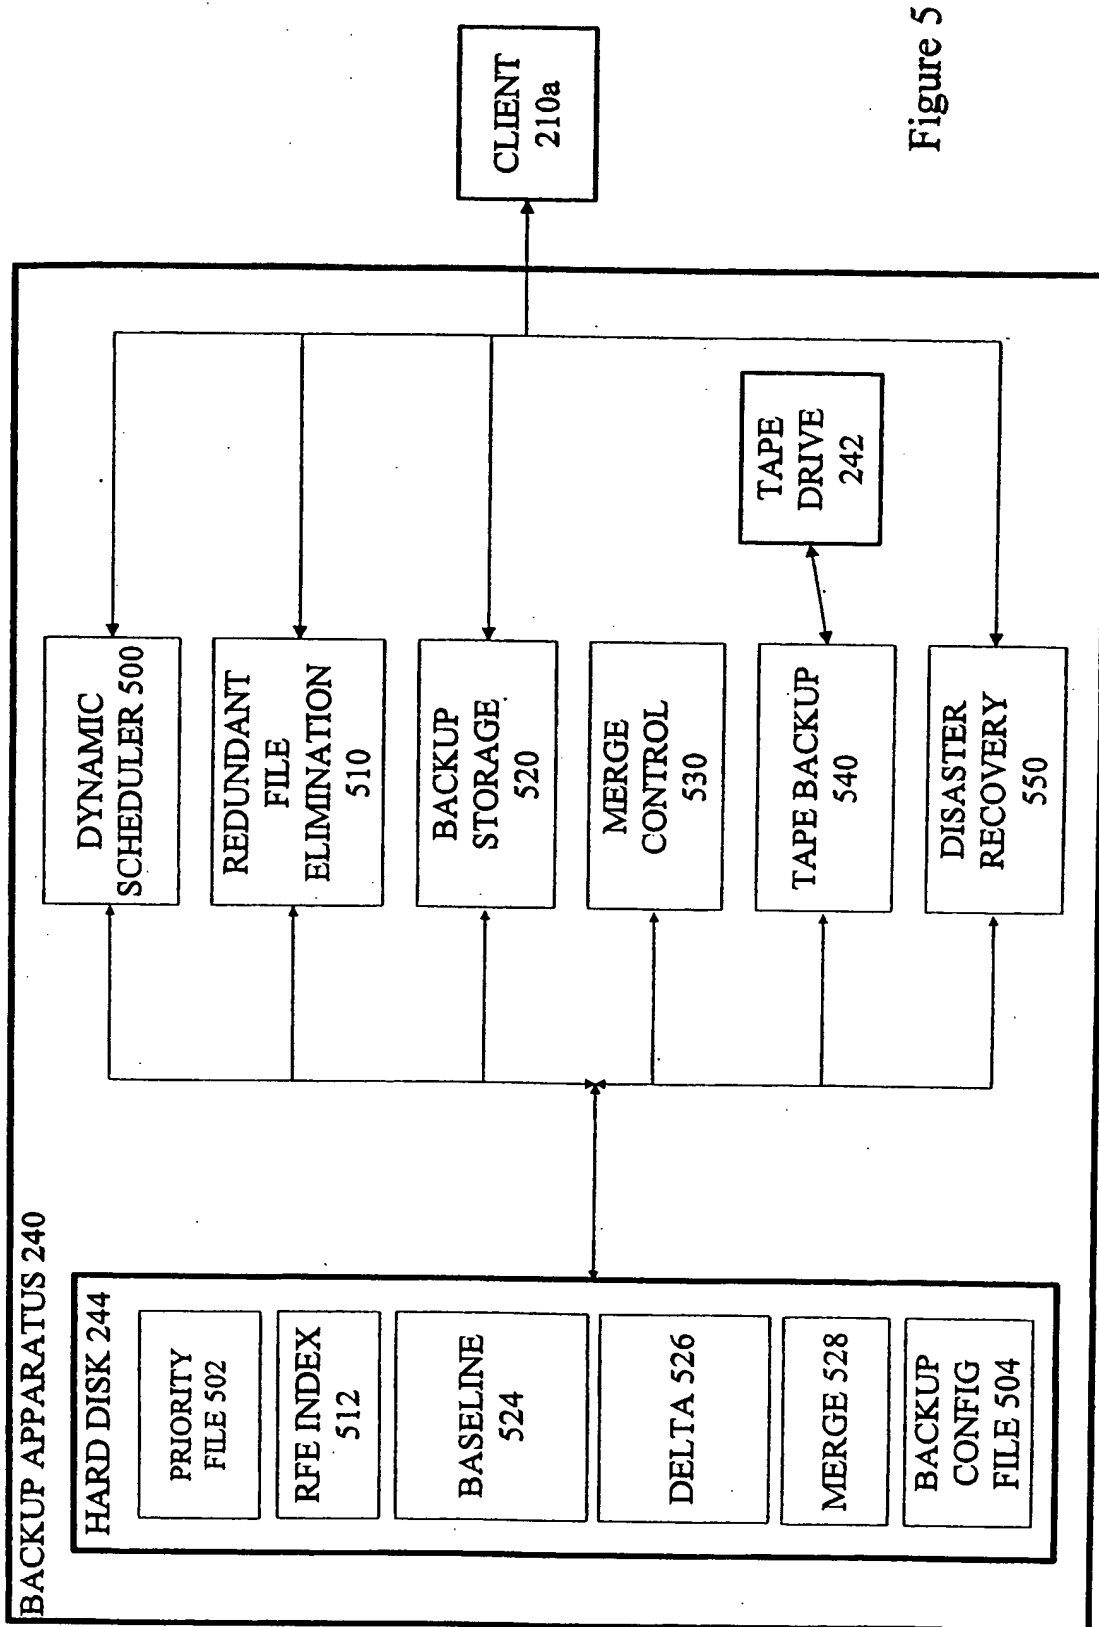 BACKUP APPARATUS 240
HARD DISK 244
PRIORITY
FILE 502
RFE INDEX
512
BASELINE
524
DELTA 526
MERGE 528
BACKUP
CONFIG
FILE 504
DYNAMIC
SCHEDULER 500
REDUNDANT
FILE
ELIMINATION
510
BACKUP
STORAGE
520
MERGE
CONTROL
530
TAPE BACKUP
540
DISASTER
RECOVERY
550
TAPE
DRIVE
242
CLIENT
210a
Figure 5